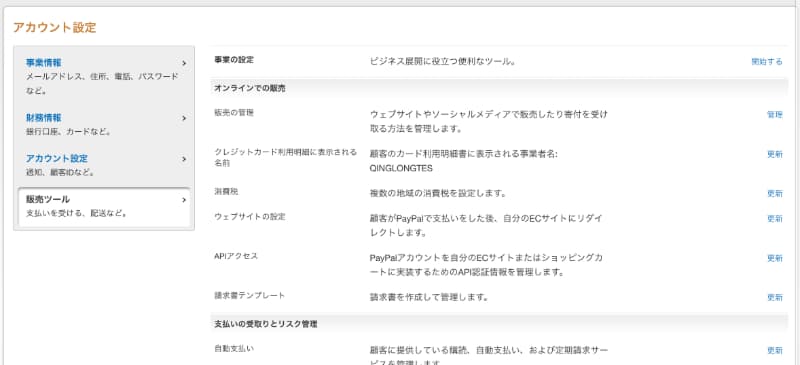 アカウント設定
事業情報
メールアドレス、住所、電話、パスワード
など。
財務情報
銀行口座、カードなど。
アカウント設定
通知、顧客IDなど。
販売ツール
支払いを受ける、配送など。
事業の設定
ビジネス展開に役立つ便利なツール。
開始する
オンラインでの販売
販売の管理
ウェブサイトやソーシャルメディアで販売したり寄付を受け
取る方法を管理します。
管理
クレジットカード利用明細に表示される
名前
顧客のカード利用明細書に表示される事業者名:
QINGLONGTES
更新
消費税
複数の地域の消費税を設定します。
更新
ウェブサイトの設定
顧客がPayPalで支払いをした後、自分のECサイトにリダイ
レクトします。
更新
APIアクセス
PayPalアカウントを自分のECサイトまたはショッピングカ
ートに実装するためのAPI認証情報を管理します。
更新
請求書テンプレート
請求書を作成して管理します。
更新
支払いの受取りとリスク管理
自動支払い
顧客に提供している購読、自動支払い、および定期請求サー
ビスを管理します。
更新